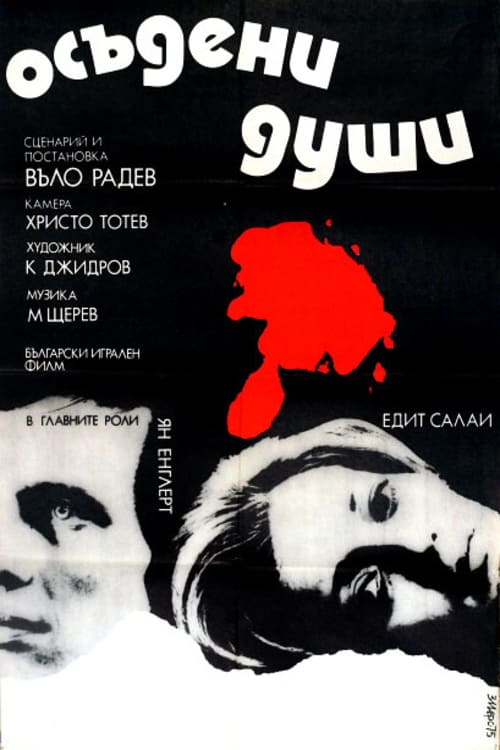 осъдени
души
СЦЕНАРИЙ И
ПОСТАНОВКА
ВЪЛО РАДЕВ
КАМЕРА
ХРИСТО ТОТЕВ
ХУДОЖНИК
К ДЖИДРОВ
МУЗИКА
М ЩЕРЕВ
БЪЛГАРСКИ ИГРАЛЕН
ФИЛМ
В ГЛАВНИТЕ РОЛИ
ЯН ЕНГЛЕРТ
ЕДИТ САЛАИ